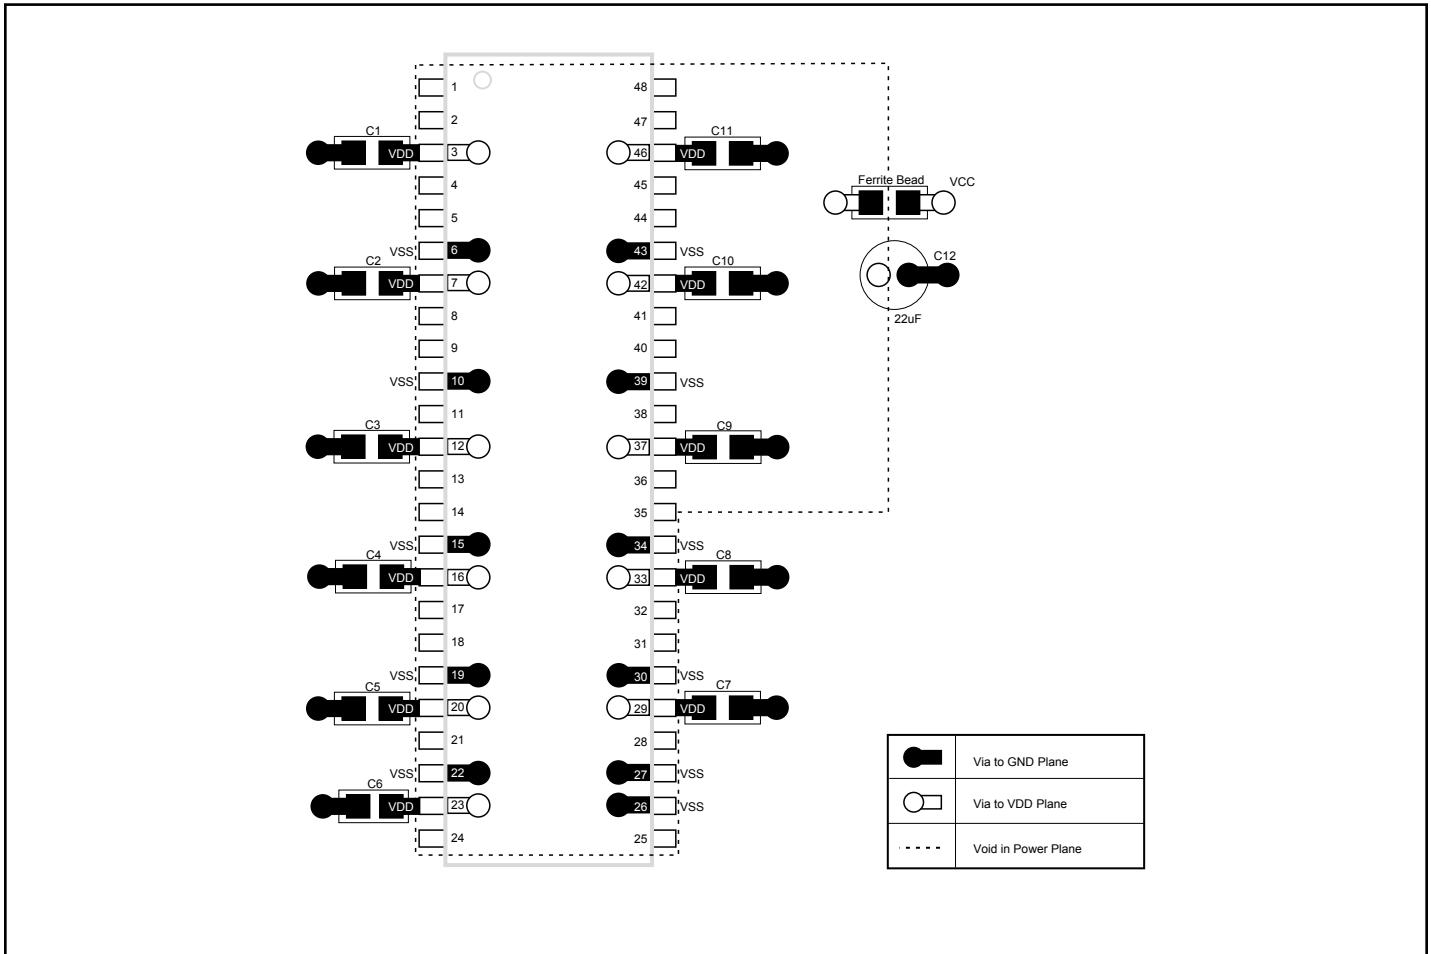 1 48
2 47
C1 C11
VDD 3 46 VDD
4 45
Ferrite Bead VCC
5 44
VSS 6 43 VSS
C2 C10 C12
VDD 7 42 VDD
8 41
22uF
9 40
VSS 10 39 VSS
11 38
C3 C9
VDD 12 37 VDD
13 36
14 35
VSS 15 34 VSS
C4 C8
VDD 16 33 VDD
17 32
18 31
VSS 19 30 VSS
C5 C7
VDD 20 29 VDD
21 28
VSS 22 27 VSS
C6
VDD 23 26 VSS
24 25
Via to GND Plane
Via to VDD Plane
Void in Power Plane